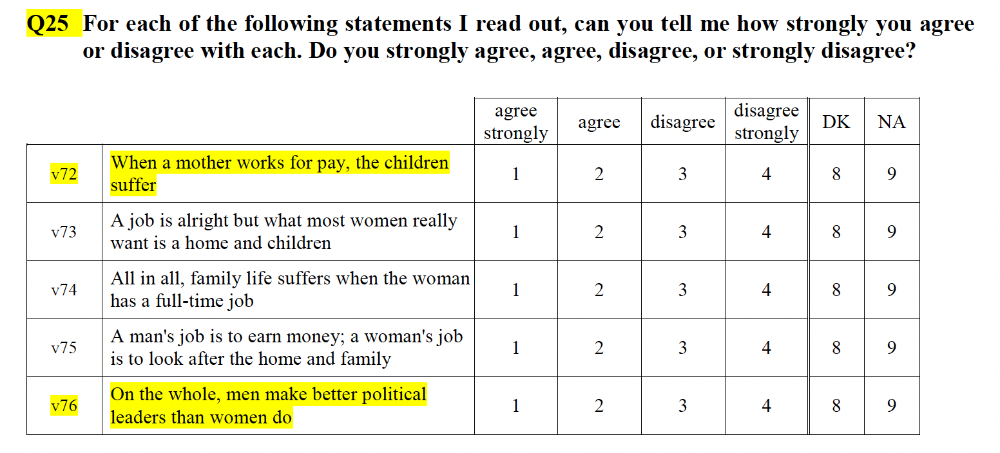 Q25 For each of the following statements I read out, can you tell me how strongly you agree
or disagree with each. Do you strongly agree, agree, disagree, or strongly disagree?
agree strongly agree disagree disagree strongly DK NA
v72 When a mother works for pay, the children
suffer 1 2 3 4 8 9
v73 A job is alright but what most women really
want is a home and children 1 2 3 4 8 9
v74 All in all, family life suffers when the woman
has a full-time job 1 2 3 4 8 9
v75 A man's job is to earn money; a woman's job
is to look after the home and family 1 2 3 4 8 9
v76 On the whole, men make better political
leaders than women do 1 2 3 4 8 9